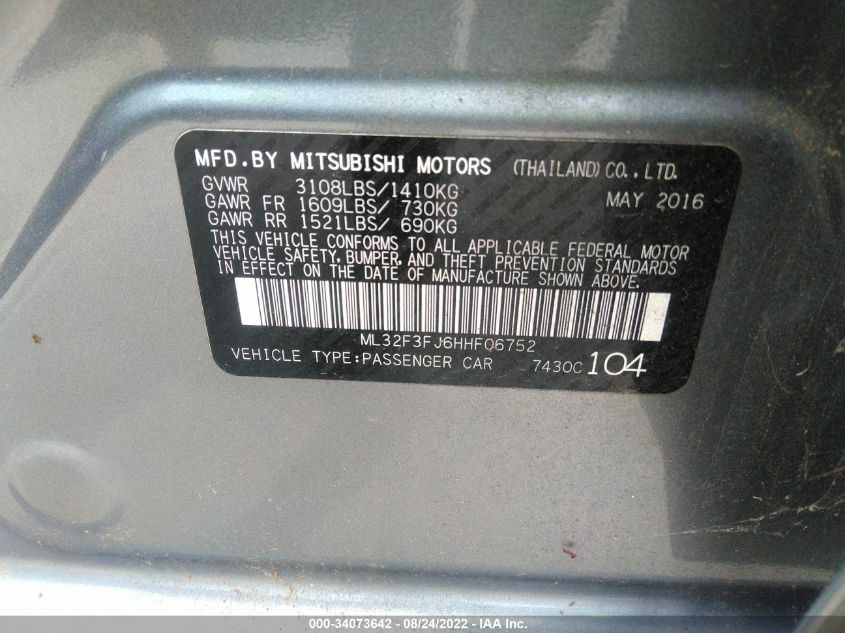 MFD.BY MITSUBISHI MOTORS (THAILAND) CO., LTD.
GVWR 3108LBS/1410KG MAY 2016
GAWR FR 1609LBS/ 730KG
GAWR RR 1521LBS/ 690KG
THIS VEHICLE CONFORMS TO ALL APPLICABLE FEDERAL MOTOR
VEHICLE SAFETY, BUMPER, AND THEFT PREVENTION STANDARDS
IN EFFECT ON THE DATE OF MANUFACTURE SHOWN ABOVE.
ML32F3FJ6HHF06752
VEHICLE TYPE:PASSENGER CAR 7430C 104
000-34073642 - 08/24/2022 - IAA Inc.